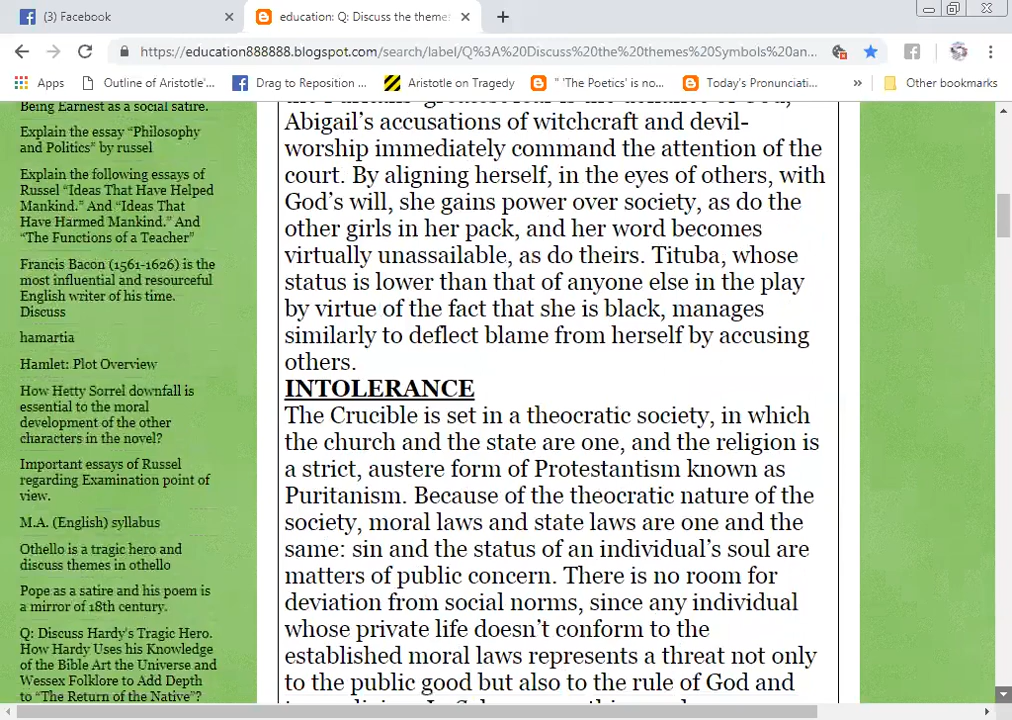 (3) Facebook
education: Q: Discuss the theme
https://education888888.blogspot.com/search/label/Q%3A%20Discuss%20the%20themes%20Symbols%20an...
Apps
Outline of Aristotle'...
Drag to Reposition ...
Aristotle on Tragedy
" 'The Poetics' is no...
Today's Pronunciati...
»
Other bookmarks
Being Earnest as a social satire.
Explain the essay “Philosophy
and Politics” by russel
Explain the following essays of
Russel “Ideas That Have Helped
Mankind.” And “Ideas That
Have Harmed Mankind.” And
“The Functions of a Teacher”
Francis Bacon (1561-1626) is the
most influential and resourceful
English writer of his time.
Discuss
hamartia
Hamlet: Plot Overview
How Hetty Sorrel downfall is
essential to the moral
development of the other
characters in the novel?
Important essays of Russel
regarding Examination point of
view.
M.A. (English) syllabus
Othello is a tragic hero and
discuss themes in othello
Pope as a satire and his poem is
a mirror of 18th century.
Q: Discuss Hardy's Tragic Hero.
How Hardy Uses his Knowledge
of the Bible Art the Universe and
Wessex Folklore to Add Depth
to “The Return of the Native”?
Abigail’s accusations of witchcraft and devil-
worship immediately command the attention of the
court. By aligning herself, in the eyes of others, with
God’s will, she gains power over society, as do the
other girls in her pack, and her word becomes
virtually unassailable, as do theirs. Tituba, whose
status is lower than that of anyone else in the play
by virtue of the fact that she is black, manages
similarly to deflect blame from herself by accusing
others.
INTOLERANCE
The Crucible is set in a theocratic society, in which
the church and the state are one, and the religion is
a strict, austere form of Protestantism known as
Puritanism. Because of the theocratic nature of the
society, moral laws and state laws are one and the
same: sin and the status of an individual’s soul are
matters of public concern. There is no room for
deviation from social norms, since any individual
whose private life doesn’t conform to the
established moral laws represents a threat not only
to the public good but also to the rule of God and